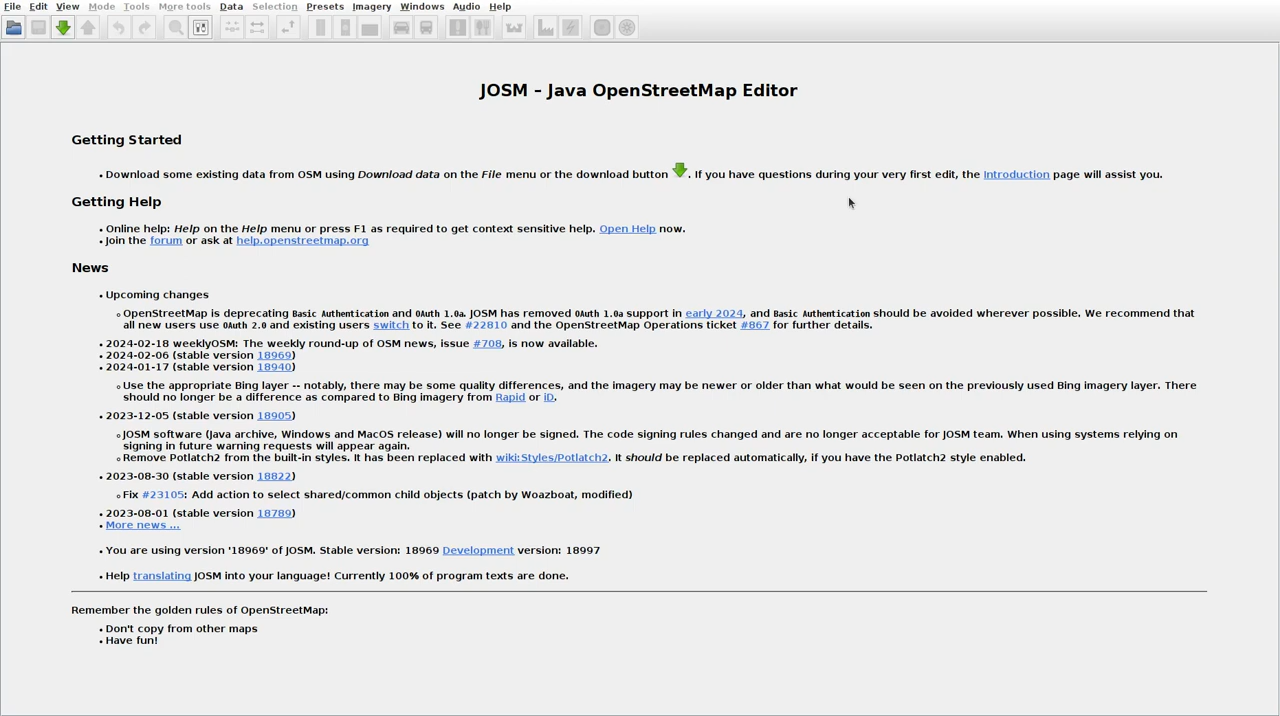 File Edit View Mode Tools More tools Data Selection Presets Imagery Windows Audio Help
JOSM – Java OpenStreetMap Editor
Getting Started
Download some existing data from OSM using Download data on the File menu or the download button . If you have questions during your very first edit, the Introduction page will assist you.
Getting Help
Online help: Help on the Help menu or press F1 as required to get context sensitive help. Open Help now.
Join the forum or ask at help.openstreetmap.org
News
Upcoming changes
OpenStreetMap is deprecating Basic Authentication and OAuth 1.0a. JOSM has removed OAuth 1.0a support in early 2024, and Basic Authentication should be avoided wherever possible. We recommend that
all new users use OAuth 2.0 and existing users switch to it. See #22810 and the OpenStreetMap Operations ticket #867 for further details.
2024-02-18 weeklyOSM: The weekly round-up of OSM news, issue #708, is now available.
2024-02-06 (stable version 18969)
2024-01-17 (stable version 18940)
Use the appropriate Bing layer -- notably, there may be some quality differences, and the imagery may be newer or older than what would be seen on the previously used Bing imagery layer. There
should no longer be a difference as compared to Bing imagery from Rapid or iD.
2023-12-05 (stable version 18905)
JOSM software (Java archive, Windows and MacOS release) will no longer be signed. The code signing rules changed and are no longer acceptable for JOSM team. When using systems relying on
signing in future warning requests will appear again.
Remove Potlatch2 from the built-in styles. It has been replaced with wiki:Styles/Potlatch2. It should be replaced automatically, if you have the Potlatch2 style enabled.
2023-08-30 (stable version 18822)
Fix #23105: Add action to select shared/common child objects (patch by Woazboat, modified)
2023-08-01 (stable version 18789)
More news ...
You are using version '18969' of JOSM. Stable version: 18969 Development version: 18997
Help translating JOSM into your language! Currently 100% of program texts are done.
Remember the golden rules of OpenStreetMap:
Don't copy from other maps
Have fun!